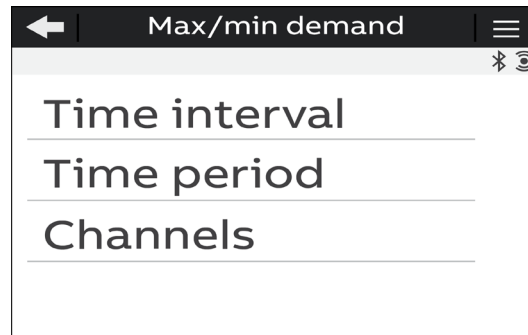 Max/min demand
Time interval
Time period
Channels